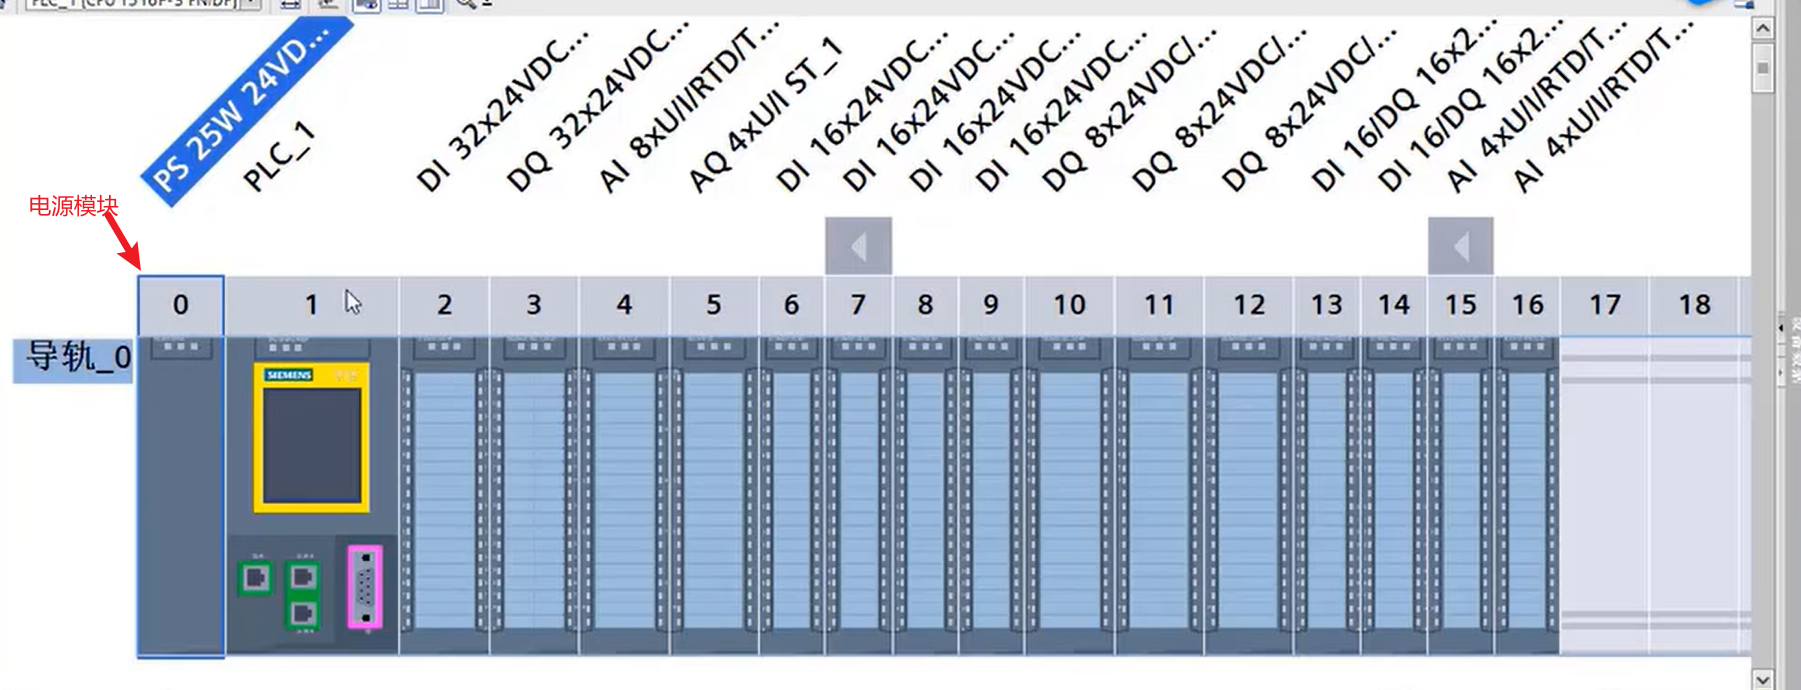 PLC_1 [CPU 1516F-3 PN/DP]
PS 25W 24VD...
PLC_1
DI 32x24VDC...
DQ 32x24VDC...
AI 8xU/I/RTD/T...
AQ 4xU/I ST_1
DI 16x24VDC...
DI 16x24VDC...
DI 16x24VDC...
DI 16x24VDC...
DQ 8x24VDC/...
DQ 8x24VDC/...
DQ 8x24VDC/...
DI 16/DQ 16x2...
DI 16/DQ 16x2...
AI 4xU/I/RTD/T...
AI 4xU/I/RTD/T...
电源模块
0 1 2 3 4 5 6 7 8 9 10 11 12 13 14 15 16 17 18
导轨_0
SIEMENS